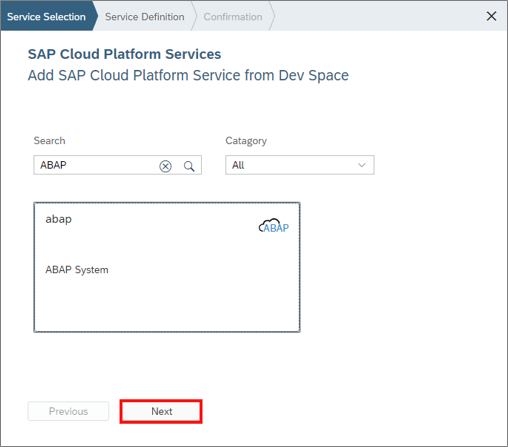 Service Selection
Service Definition
Confirmation
SAP Cloud Platform Services
Add SAP Cloud Platform Service from Dev Space
Search
Catagory
ABAP
All
abap
ABAP
ABAP System
Previous
Next